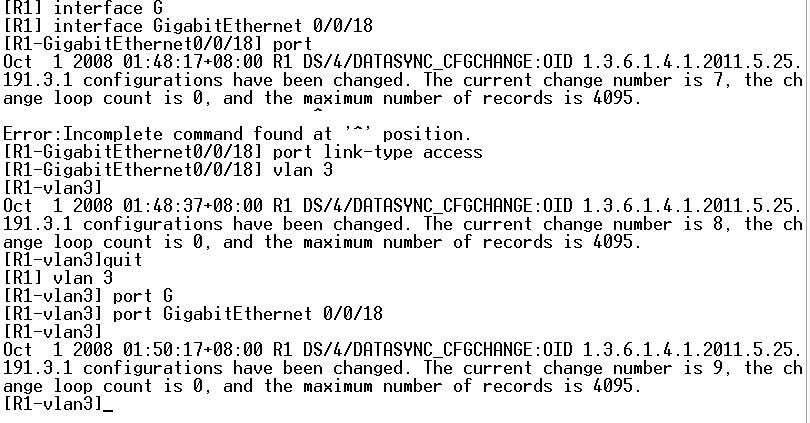 [R1] interface G
[R1] interface GigabitEthernet 0/0/18
[R1-GigabitEthernet0/0/18] port
Oct  1 2008 01:48:17+08:00 R1 DS/4/DATASYNC_CFGCHANGE:OID 1.3.6.1.4.1.2011.5.25.
191.3.1 configurations have been changed. The current change number is 7, the ch
ange loop count is 0, and the maximum number of records is 4095.
                                ^
Error:Incomplete command found at '^' position.
[R1-GigabitEthernet0/0/18] port link-type access
[R1-GigabitEthernet0/0/18] vlan 3
[R1-vlan3]
Oct  1 2008 01:48:37+08:00 R1 DS/4/DATASYNC_CFGCHANGE:OID 1.3.6.1.4.1.2011.5.25.
191.3.1 configurations have been changed. The current change number is 8, the ch
ange loop count is 0, and the maximum number of records is 4095.
[R1-vlan3]quit
[R1] vlan 3
[R1-vlan3] port G
[R1-vlan3] port GigabitEthernet 0/0/18
[R1-vlan3]
Oct  1 2008 01:50:17+08:00 R1 DS/4/DATASYNC_CFGCHANGE:OID 1.3.6.1.4.1.2011.5.25.
191.3.1 configurations have been changed. The current change number is 9, the ch
ange loop count is 0, and the maximum number of records is 4095.
[R1-vlan3]_